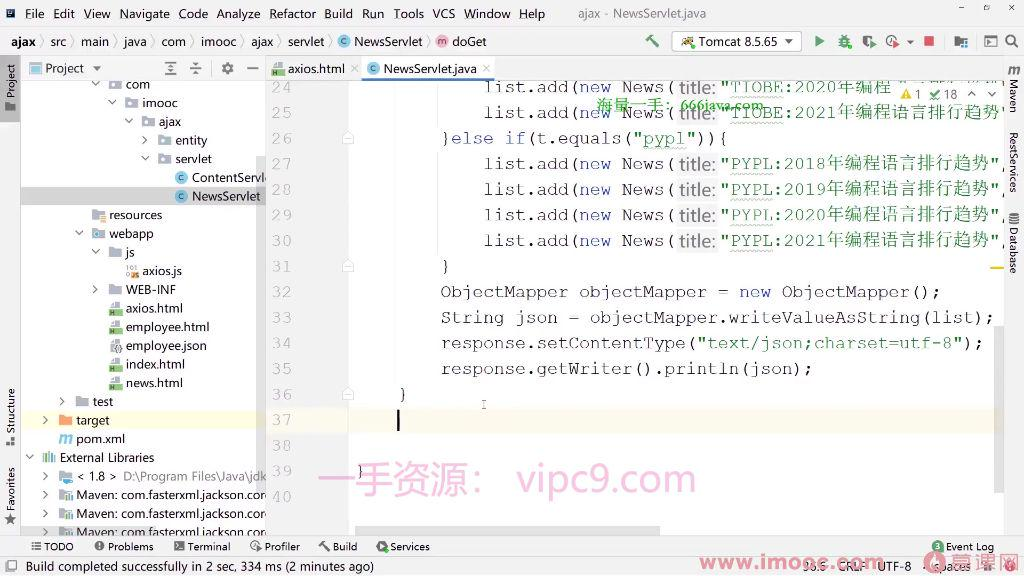 File Edit View Navigate Code Analyze Refactor Build Run Tools VCS Window Help ajax - NewsServlet.java
ajax src main java com imooc ajax servlet NewsServlet doGet Tomcat 8.5.65
Project axios.html NewsServlet.java
com
imooc
ajax
entity
servlet
ContentServl
NewsServlet
resources
webapp
js
axios.js
WEB-INF
axios.html
employee.html
employee.json
index.html
news.html
test
target
pom.xml
External Libraries
< 1.8 > D:\Program Files\Java\jdk
Maven: com.fasterxml.jackson.cor
Maven: com.fasterxml.jackson.cor
Maven: com.fasterxml.jackson.cor
Project
Structure
Favorites
24 list.add(new News( title: "TIOBE:2020年编程
1 18
海量一手：666java.com
25 list.add(new News( title: "TIOBE:2021年编程语言排行趋势"
26 }else if(t.equals("pypl")){
27 list.add(new News( title: "PYPL:2018年编程语言排行趋势",
28 list.add(new News( title: "PYPL:2019年编程语言排行趋势",
29 list.add(new News( title: "PYPL:2020年编程语言排行趋势",
30 list.add(new News( title: "PYPL:2021年编程语言排行趋势",
31 }
32 ObjectMapper objectMapper = new ObjectMapper();
33 String json = objectMapper.writeValueAsString(list);
34 response.setContentType("text/json;charset=utf-8");
35 response.getWriter().println(json);
36 }
37
38
39 }
40
一手资源： vipc9.com
Maven
RestServices
Database
TODO Problems Terminal Profiler Build Services 3 Event Log
Build completed successfully in 2 sec, 334 ms (2 minutes ago) CRLF UTF-8 spaces
www.imooc.com 慕课网